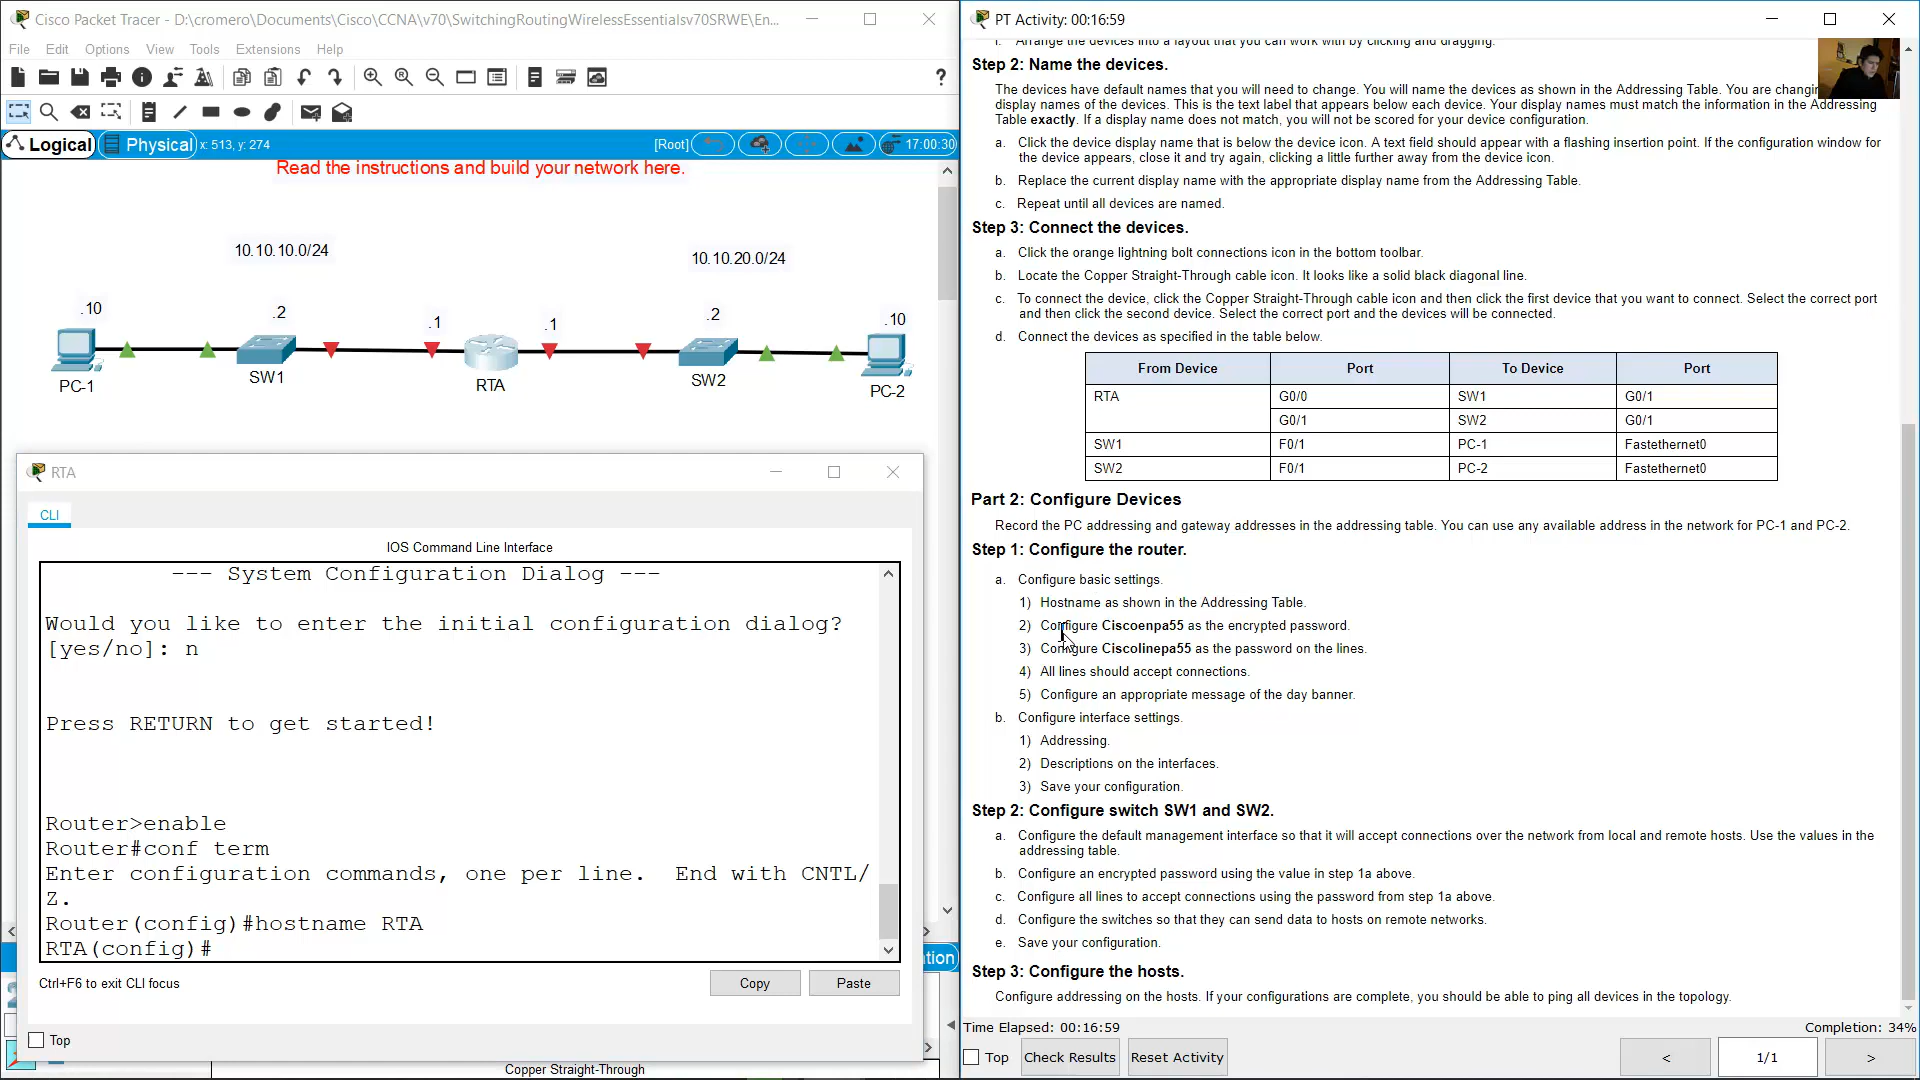 Cisco Packet Tracer - D:\cromero\Documents\Cisco\CCNA\v70\SwitchingRoutingWirelessEssentialsv70SRWE\En...
File Edit Options View Tools Extensions Help
?
Logical Physical x: 513, y: 274 [Root] 17:00:30
Read the instructions and build your network here.
10.10.10.0/24
10.10.20.0/24
.10
.2
.1
.1
.2
.10
PC-1
SW1
RTA
SW2
PC-2
RTA
CLI
IOS Command Line Interface
--- System Configuration Dialog ---
Would you like to enter the initial configuration dialog?
[yes/no]: n
Press RETURN to get started!
Router>enable
Router#conf term
Enter configuration commands, one per line.  End with CNTL/
Z.
Router(config)#hostname RTA
RTA(config)#
Ctrl+F6 to exit CLI focus
Copy
Paste
Top
Copper Straight-Through
PT Activity: 00:16:59
Arrange the devices into a layout that you can work with by clicking and dragging.
Step 2: Name the devices.
The devices have default names that you will need to change. You will name the devices as shown in the Addressing Table. You are changin
display names of the devices. This is the text label that appears below each device. Your display names must match the information in the Addressing
Table exactly. If a display name does not match, you will not be scored for your device configuration.
a. Click the device display name that is below the device icon. A text field should appear with a flashing insertion point. If the configuration window for
the device appears, close it and try again, clicking a little further away from the device icon.
b. Replace the current display name with the appropriate display name from the Addressing Table.
c. Repeat until all devices are named.
Step 3: Connect the devices.
a. Click the orange lightning bolt connections icon in the bottom toolbar.
b. Locate the Copper Straight-Through cable icon. It looks like a solid black diagonal line.
c. To connect the device, click the Copper Straight-Through cable icon and then click the first device that you want to connect. Select the correct port
and then click the second device. Select the correct port and the devices will be connected.
d. Connect the devices as specified in the table below.
From Device Port To Device Port
RTA G0/0 SW1 G0/1
G0/1 SW2 G0/1
SW1 F0/1 PC-1 Fastethernet0
SW2 F0/1 PC-2 Fastethernet0
Part 2: Configure Devices
Record the PC addressing and gateway addresses in the addressing table. You can use any available address in the network for PC-1 and PC-2.
Step 1: Configure the router.
a. Configure basic settings.
1) Hostname as shown in the Addressing Table.
2) Configure Ciscoenpa55 as the encrypted password.
3) Configure Ciscolinepa55 as the password on the lines.
4) All lines should accept connections.
5) Configure an appropriate message of the day banner.
b. Configure interface settings.
1) Addressing.
2) Descriptions on the interfaces.
3) Save your configuration.
Step 2: Configure switch SW1 and SW2.
a. Configure the default management interface so that it will accept connections over the network from local and remote hosts. Use the values in the
addressing table.
b. Configure an encrypted password using the value in step 1a above.
c. Configure all lines to accept connections using the password from step 1a above.
d. Configure the switches so that they can send data to hosts on remote networks.
e. Save your configuration.
Step 3: Configure the hosts.
Configure addressing on the hosts. If your configurations are complete, you should be able to ping all devices in the topology.
Time Elapsed: 00:16:59
Completion: 34%
Top
Check Results
Reset Activity
<
1/1
>